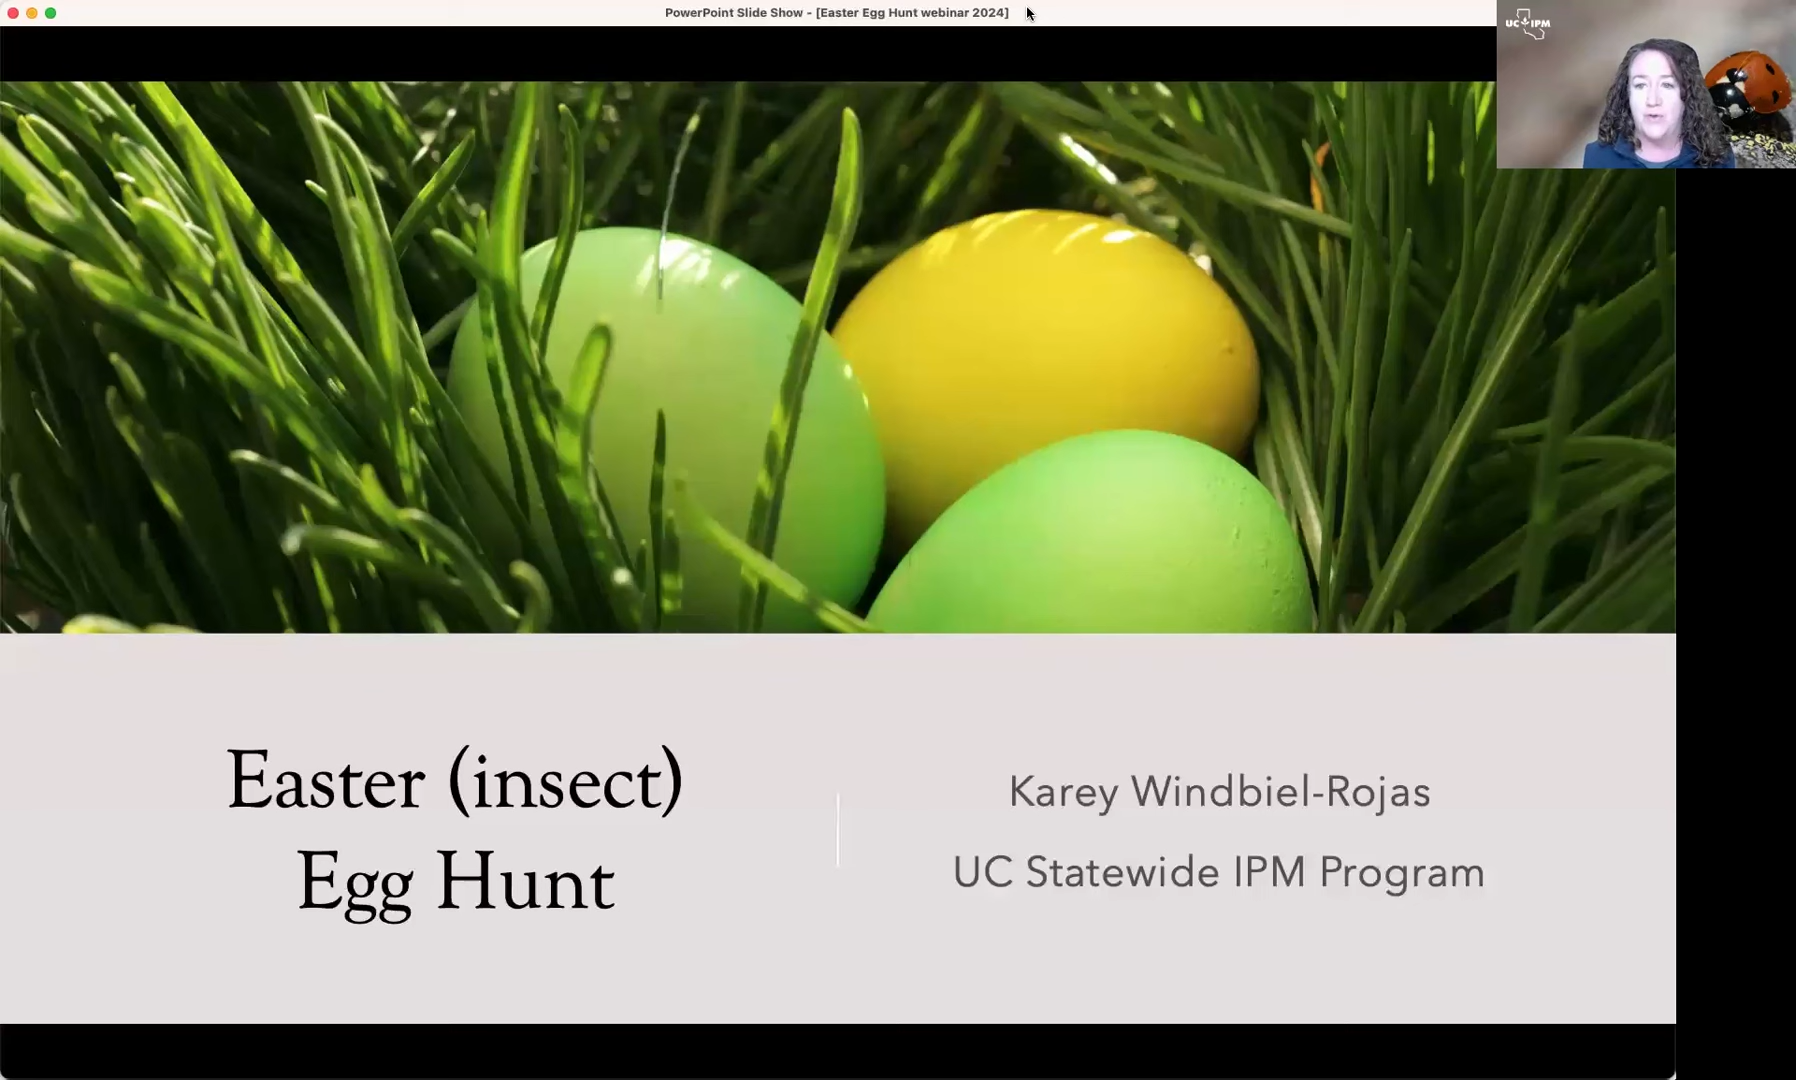 PowerPoint Slide Show - [Easter Egg Hunt webinar 2024]
UC IPM
Easter (insect)
Egg Hunt
Karey Windbiel-Rojas
UC Statewide IPM Program